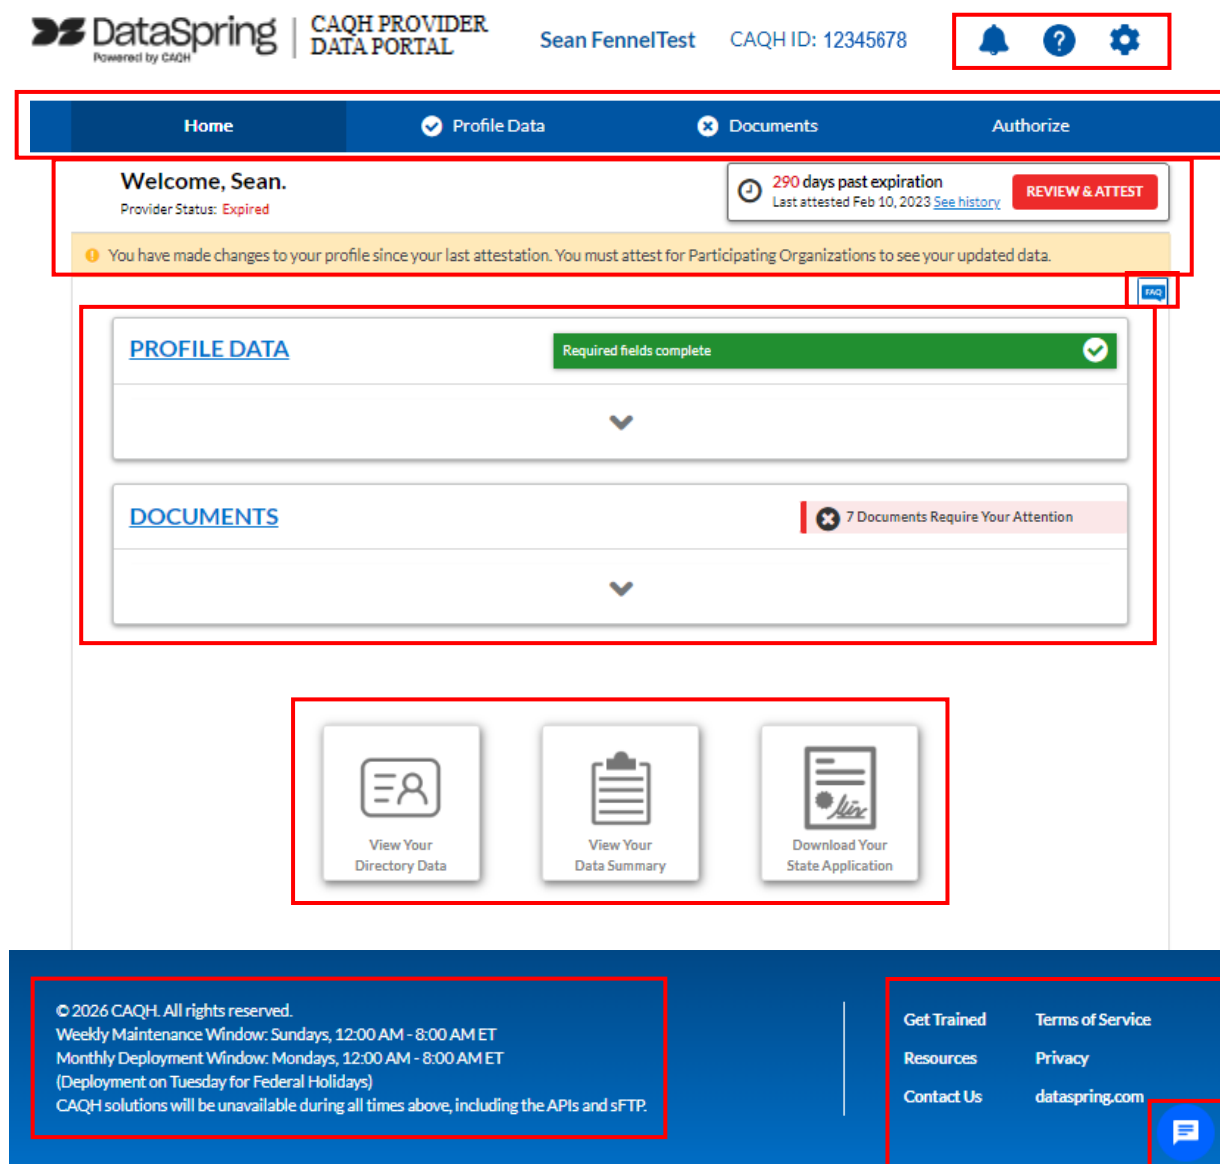 DataSpring
Powered by CAQH
CAQH PROVIDER
DATA PORTAL
Sean FennelTest
CAQH ID: 12345678
?
Home
Profile Data
Documents
Authorize
Welcome, Sean.
Provider Status: Expired
290 days past expiration
Last attested Feb 10, 2023 See history
REVIEW & ATTEST
You have made changes to your profile since your last attestation. You must attest for Participating Organizations to see your updated data.
FAQ
PROFILE DATA
Required fields complete
DOCUMENTS
7 Documents Require Your Attention
View Your
Directory Data
View Your
Data Summary
Download Your
State Application
© 2026 CAQH. All rights reserved.
Weekly Maintenance Window: Sundays, 12:00 AM - 8:00 AM ET
Monthly Deployment Window: Mondays, 12:00 AM - 8:00 AM ET
(Deployment on Tuesday for Federal Holidays)
CAQH solutions will be unavailable during all times above, including the APIs and sFTP.
Get Trained
Terms of Service
Resources
Privacy
Contact Us
dataspring.com